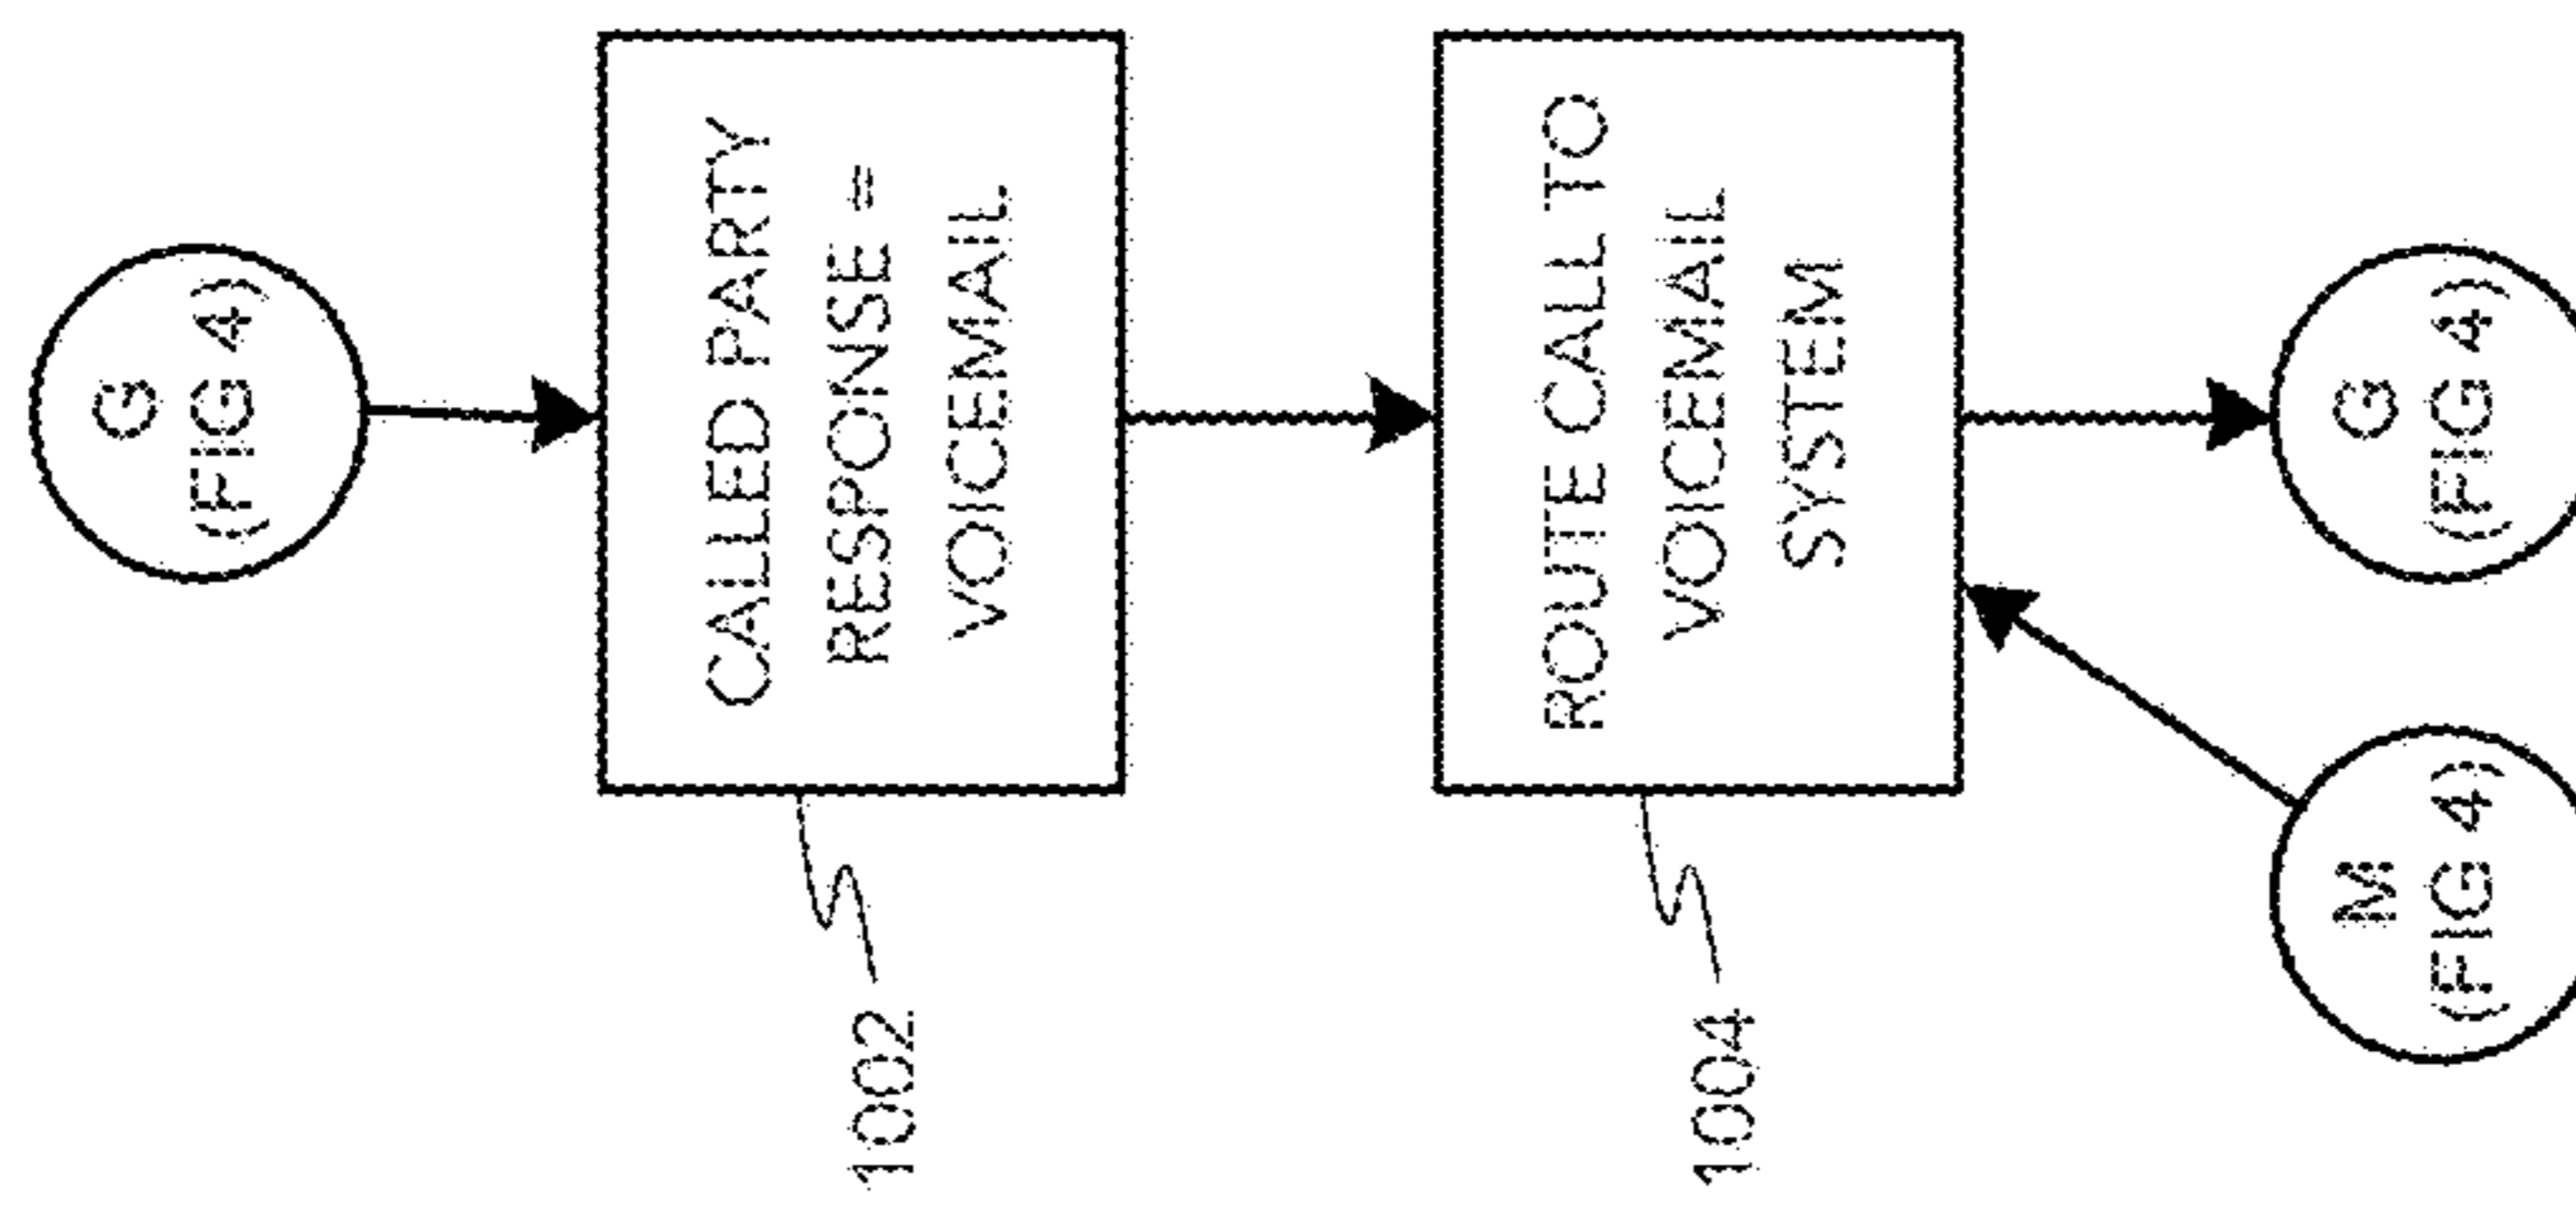 G
(FIG 4)
CALLED PARTY
RESPONSE =
VOICEMAIL
1002
ROUTE CALL TO
VOICEMAIL
SYSTEM
1004
M
(FIG 4)
G
(FIG 4)